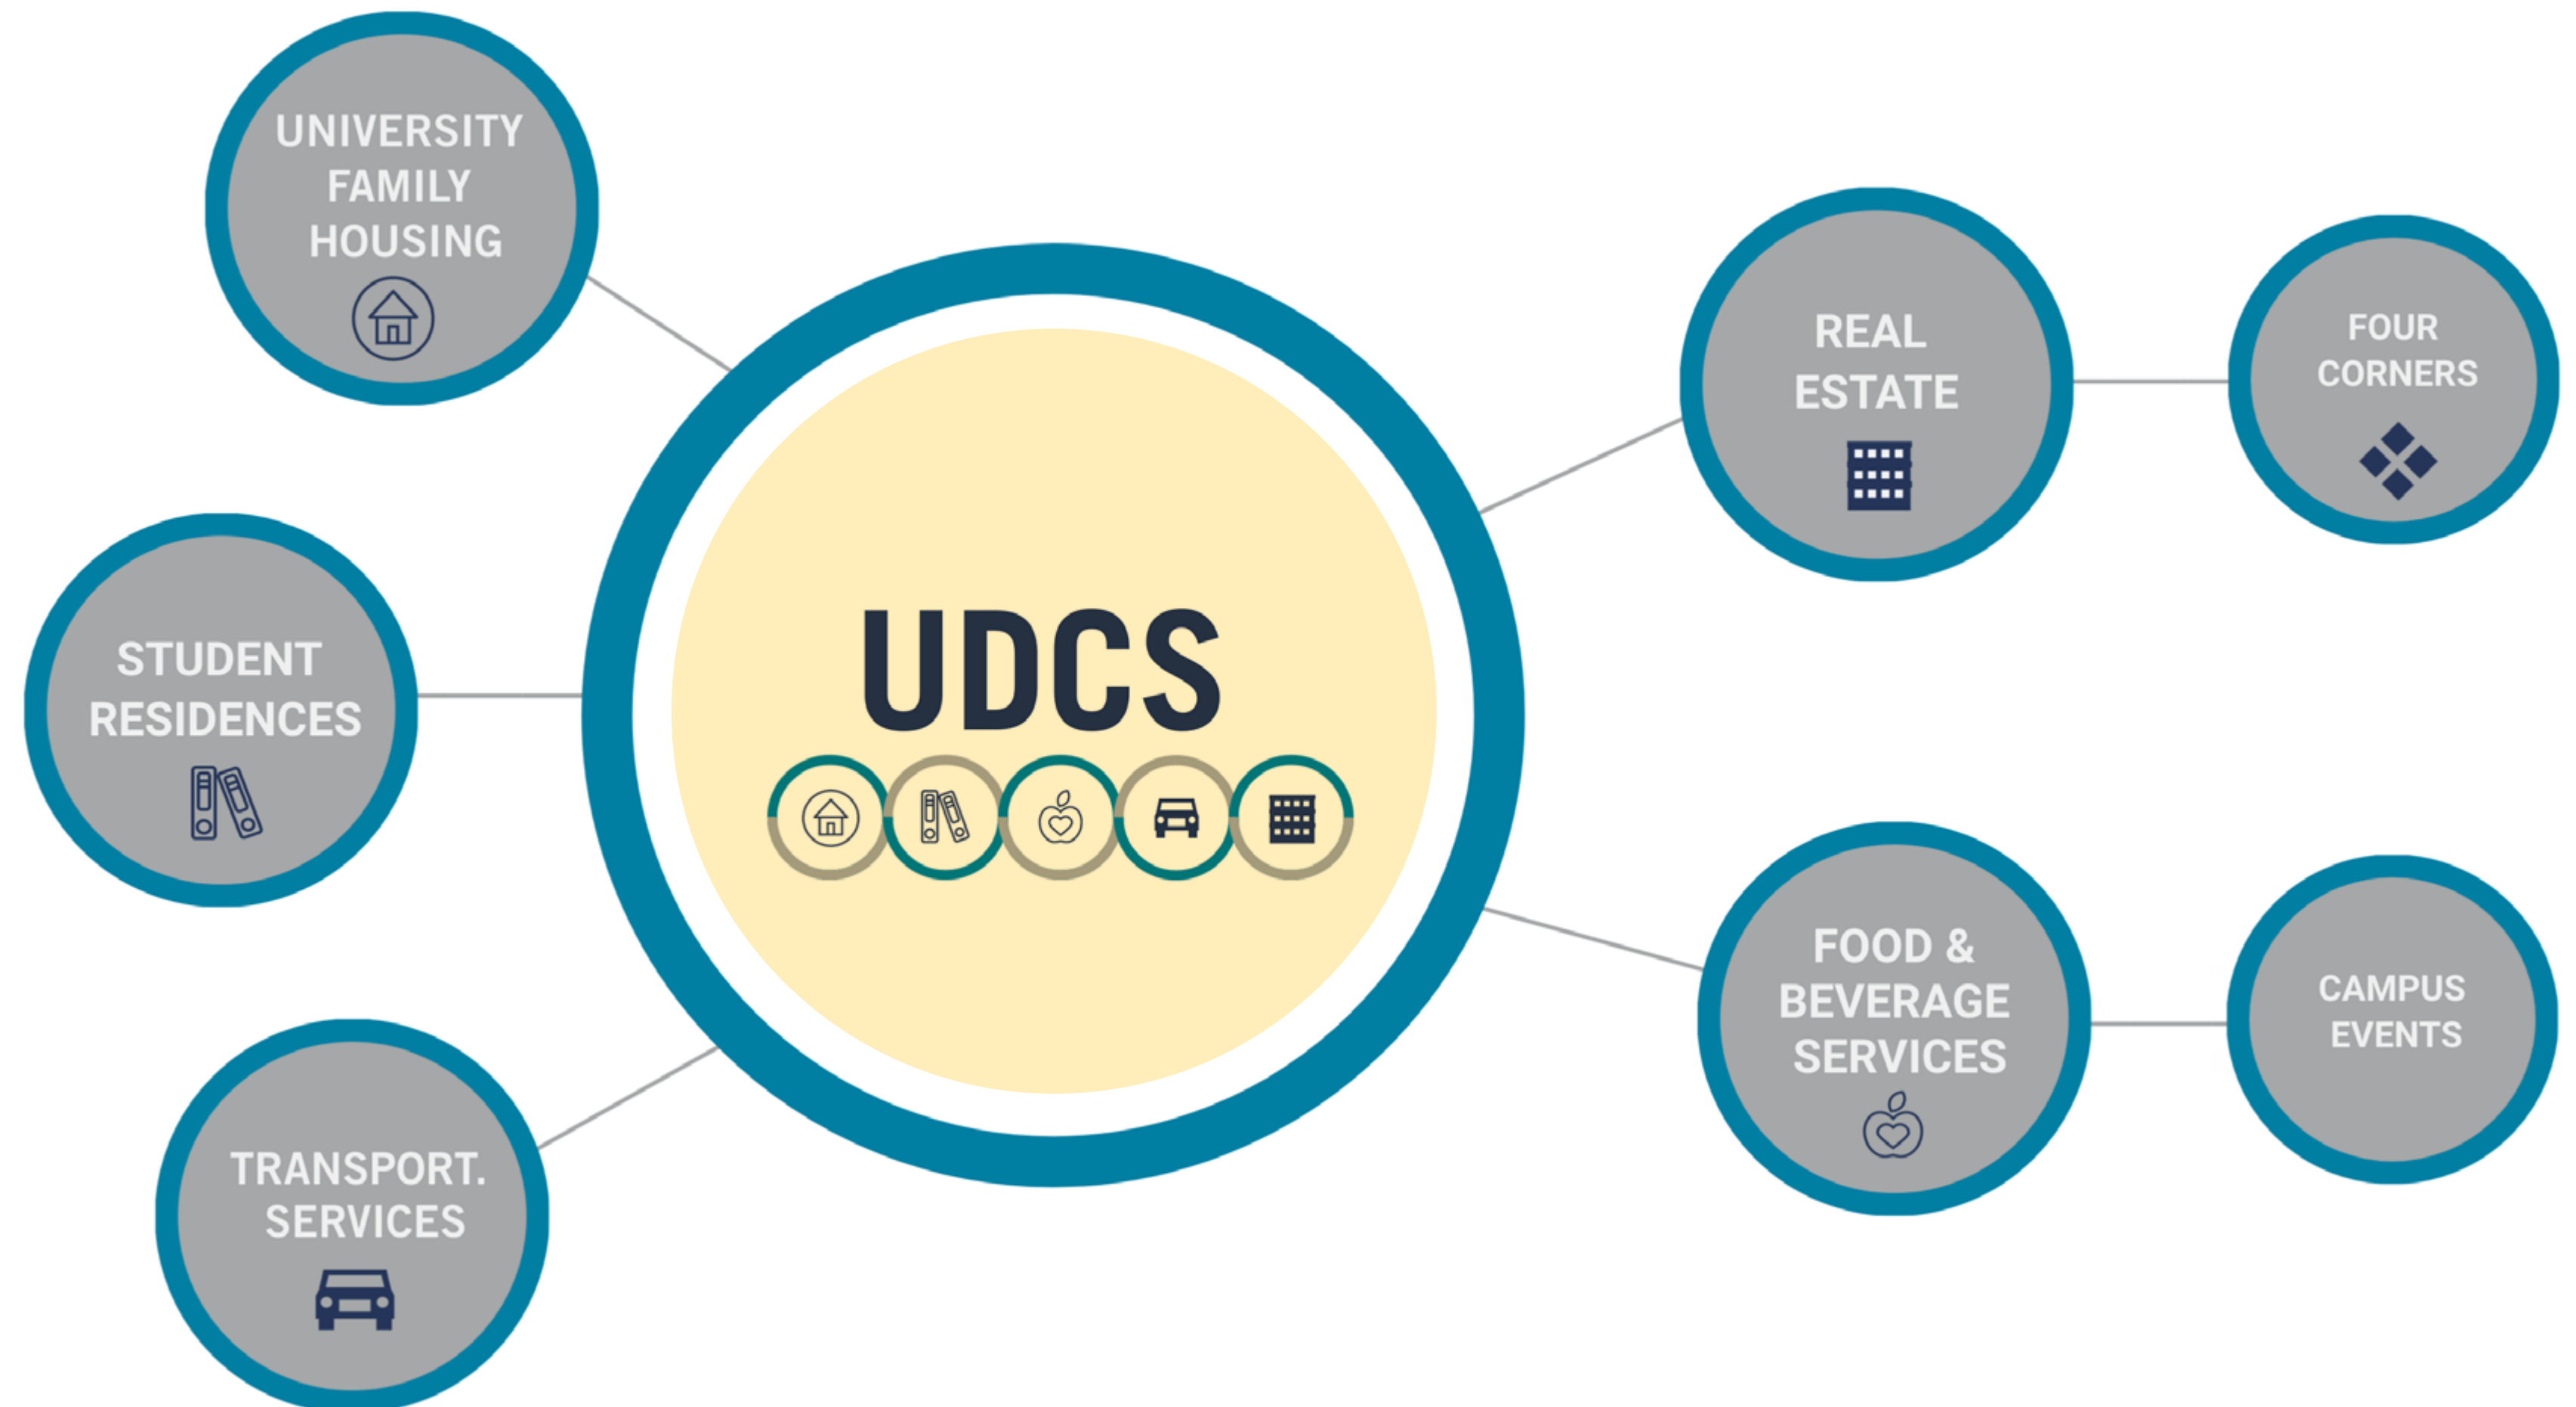 UNIVERSITY
FAMILY
HOUSING
STUDENT
RESIDENCES
TRANSPORT.
SERVICES
UDCS
REAL
ESTATE
FOUR
CORNERS
FOOD &
BEVERAGE
SERVICES
CAMPUS
EVENTS